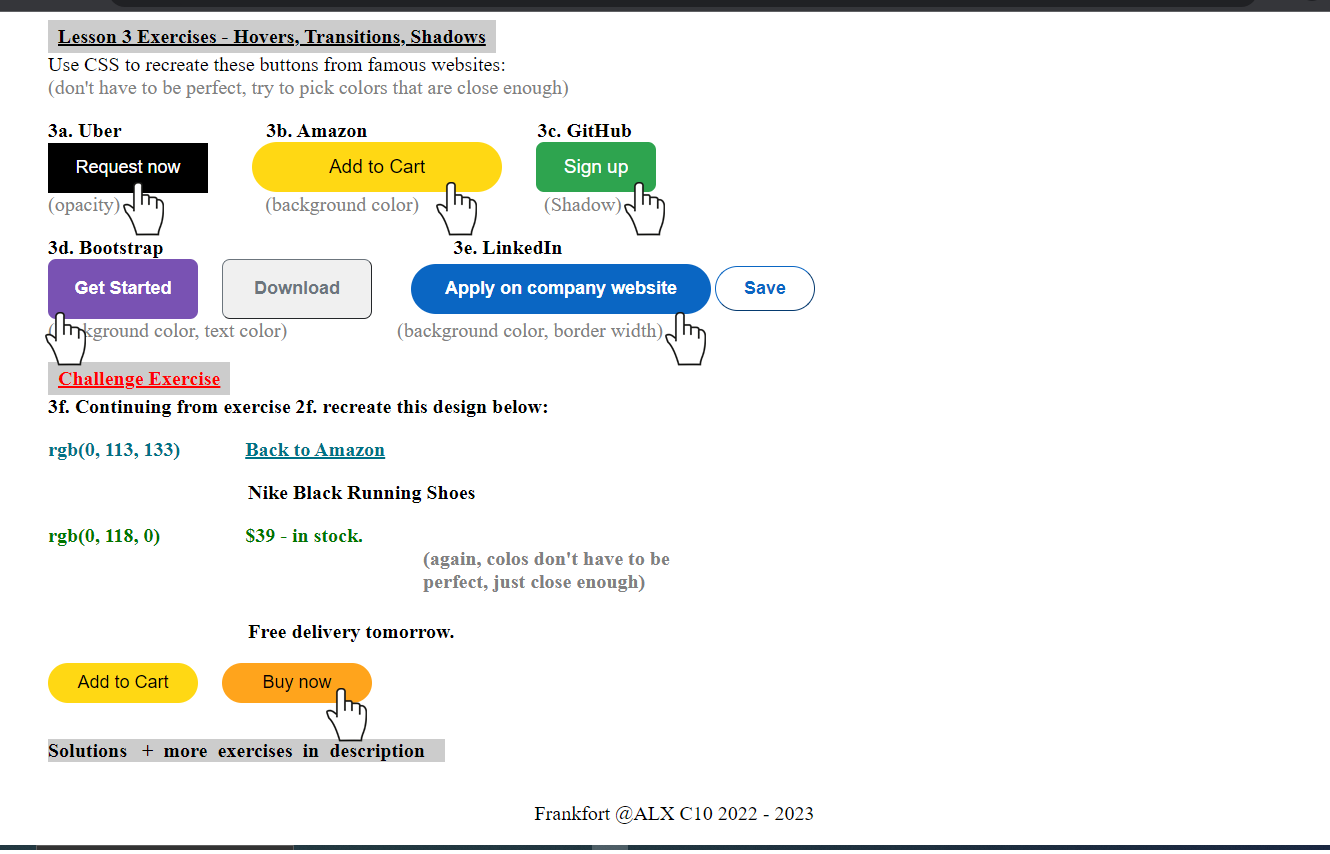 Lesson 3 Exercises - Hovers, Transitions, Shadows
Use CSS to recreate these buttons from famous websites:
(don't have to be perfect, try to pick colors that are close enough)
3a. Uber 3b. Amazon 3c. GitHub
Request now Add to Cart Sign up
(opacity) (background color) (Shadow)
3d. Bootstrap 3e. LinkedIn
Get Started Download Apply on company website Save
kground color, text color) (background color, border width)
Challenge Exercise
3f. Continuing from exercise 2f. recreate this design below:
rgb(0, 113, 133) Back to Amazon
Nike Black Running Shoes
rgb(0, 118, 0) $39 - in stock.
(again, colos don't have to be
perfect, just close enough)
Free delivery tomorrow.
Add to Cart Buy now
Solutions + more exercises in description
Frankfort @ALX C10 2022 - 2023